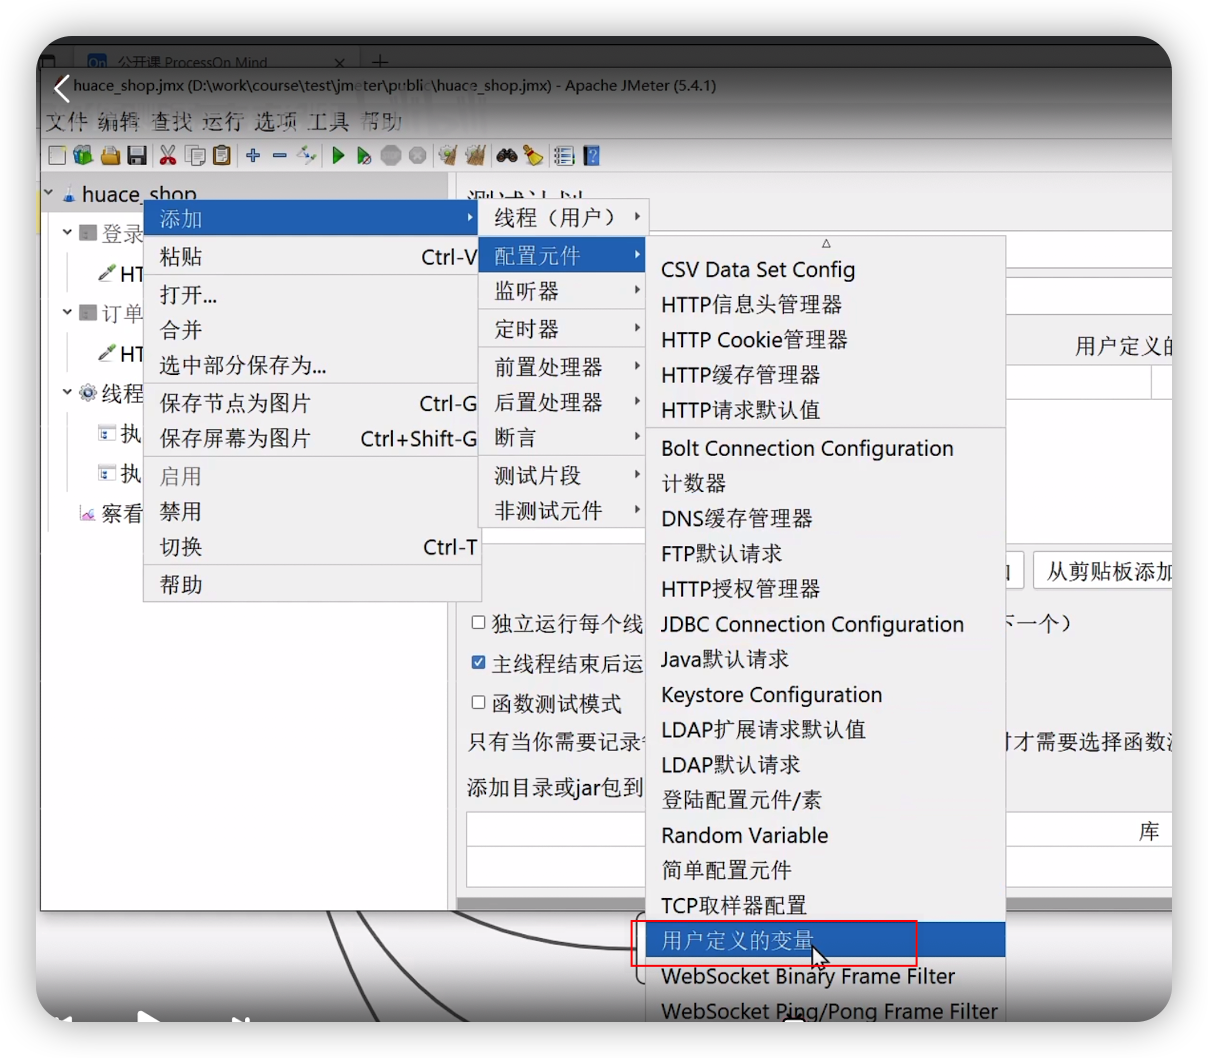 公开课 ProcessOn Mind
huace_shop.jmx (D:\work\course\test\jmeter\public\huace_shop.jmx) - Apache JMeter (5.4.1)
文件 编辑 查找 运行 选项 工具 帮助
huace_shop
测试计划
登录
HT
订单
HT
线程
执
执
察看
添加
粘贴 Ctrl-V
打开...
合并
选中部分保存为...
保存节点为图片 Ctrl-G
保存屏幕为图片 Ctrl+Shift-G
启用
禁用
切换 Ctrl-T
帮助
线程（用户）
配置元件
监听器
定时器
前置处理器
后置处理器
断言
测试片段
非测试元件
CSV Data Set Config
HTTP信息头管理器
HTTP Cookie管理器
HTTP缓存管理器
HTTP请求默认值
Bolt Connection Configuration
计数器
DNS缓存管理器
FTP默认请求
HTTP授权管理器
JDBC Connection Configuration
Java默认请求
Keystore Configuration
LDAP扩展请求默认值
LDAP默认请求
登陆配置元件/素
Random Variable
简单配置元件
TCP取样器配置
用户定义的变量
WebSocket Binary Frame Filter
WebSocket Ping/Pong Frame Filter
用户定义的
从剪贴板添加
独立运行每个线
下一个）
主线程结束后运
函数测试模式
只有当你需要记录
才需要选择函数
添加目录或jar包到
库